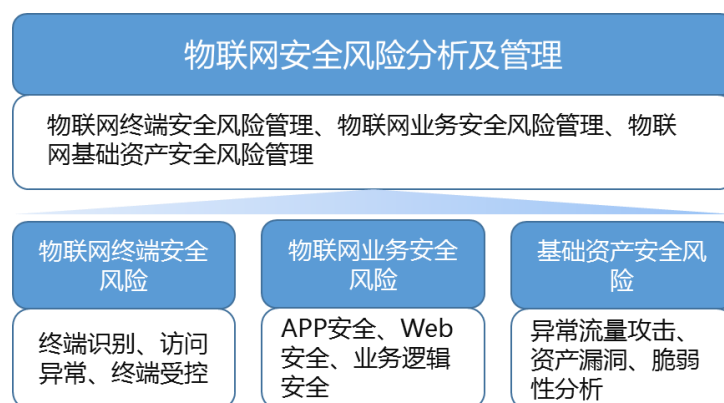 物联网安全风险分析及管理
物联网终端安全风险管理、物联网业务安全风险管理、物联
网基础资产安全风险管理
物联网终端安全
风险
终端识别、访问
异常、终端受控
物联网业务安全
风险
APP安全、Web
安全、业务逻辑
安全
基础资产安全风
险
异常流量攻击、
资产漏洞、脆弱
性分析